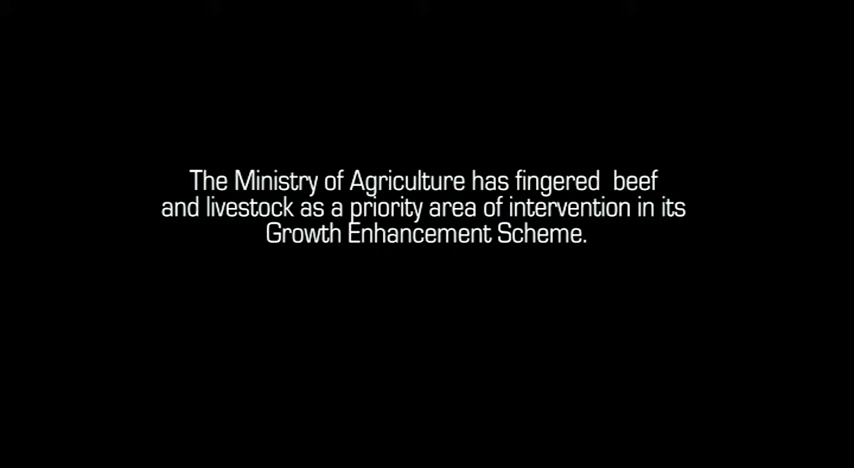 The Ministry of Agriculture has fingered  beef
and livestock as a priority area of intervention in its
Growth Enhancement Scheme.